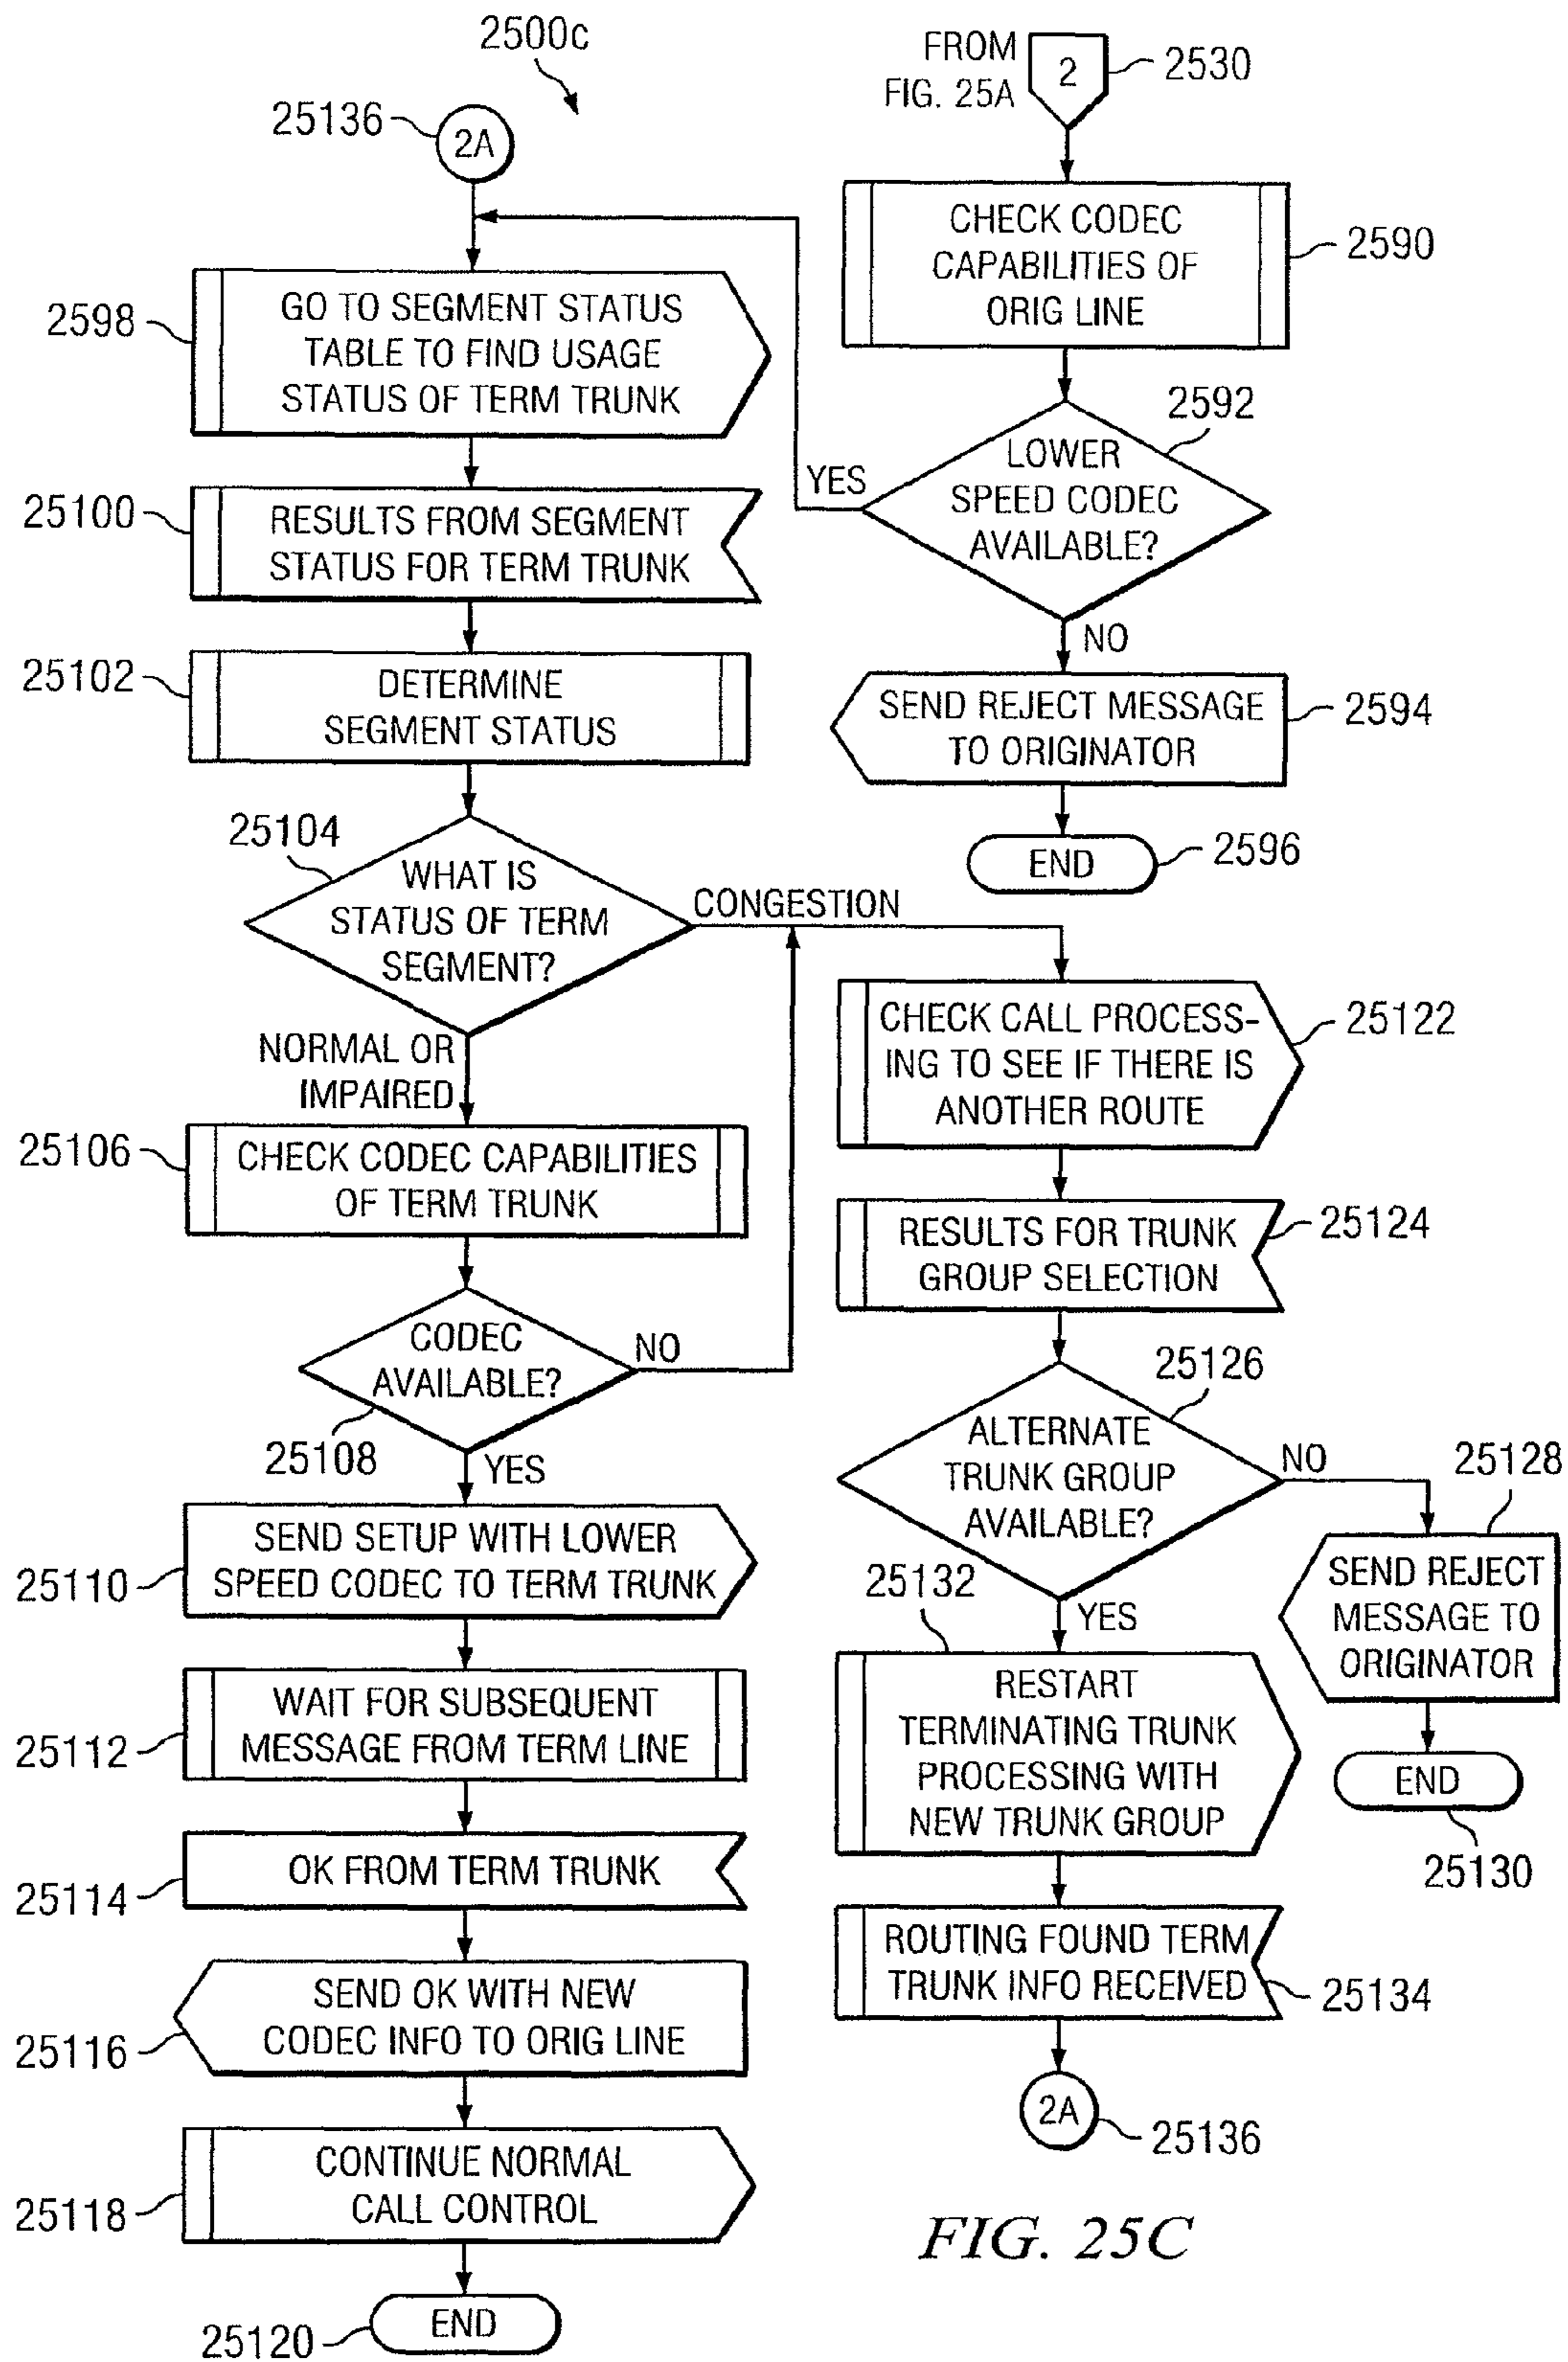 2500c
25136
2A
2598
GO TO SEGMENT STATUS
TABLE TO FIND USAGE
STATUS OF TERM TRUNK
25100
RESULTS FROM SEGMENT
STATUS FOR TERM TRUNK
25102
DETERMINE
SEGMENT STATUS
25104
WHAT IS
STATUS OF TERM
SEGMENT?
CONGESTION
NORMAL OR
IMPAIRED
25106
CHECK CODEC CAPABILITIES
OF TERM TRUNK
CODEC
AVAILABLE?
NO
25108
YES
25110
SEND SETUP WITH LOWER
SPEED CODEC TO TERM TRUNK
25112
WAIT FOR SUBSEQUENT
MESSAGE FROM TERM LINE
25114
OK FROM TERM TRUNK
25116
SEND OK WITH NEW
CODEC INFO TO ORIG LINE
25118
CONTINUE NORMAL
CALL CONTROL
25120
END
FROM
FIG. 25A
2
2530
CHECK CODEC
CAPABILITIES OF
ORIG LINE
2590
2592
LOWER
SPEED CODEC
AVAILABLE?
YES
NO
SEND REJECT MESSAGE
TO ORIGINATOR
2594
END
2596
CHECK CALL PROCESS-
ING TO SEE IF THERE IS
ANOTHER ROUTE
25122
RESULTS FOR TRUNK
GROUP SELECTION
25124
25126
ALTERNATE
TRUNK GROUP
AVAILABLE?
NO
25128
SEND REJECT
MESSAGE TO
ORIGINATOR
END
25130
YES
25132
RESTART
TERMINATING TRUNK
PROCESSING WITH
NEW TRUNK GROUP
ROUTING FOUND TERM
TRUNK INFO RECEIVED
25134
2A
25136
FIG. 25C